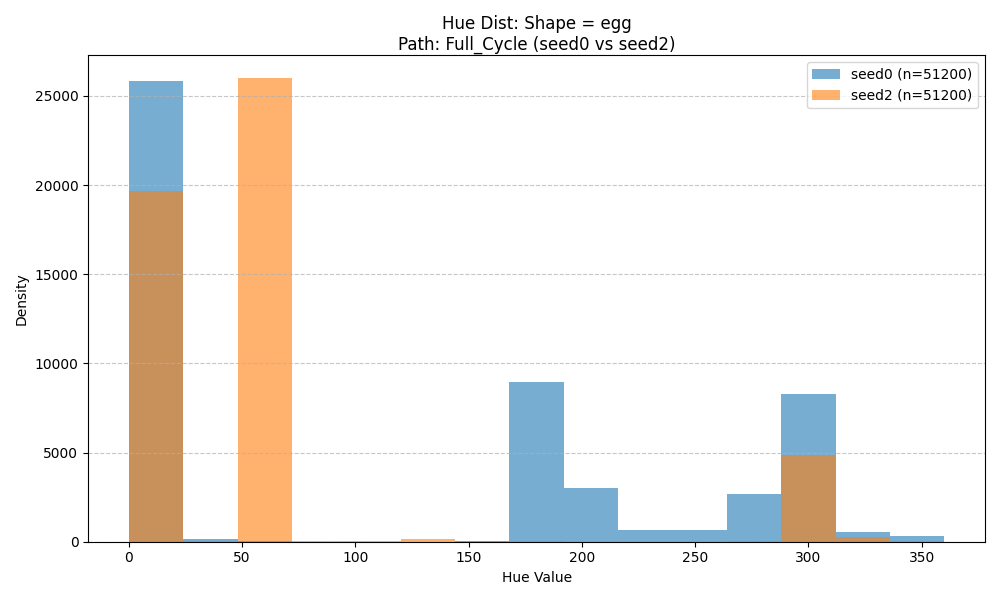 Hue Dist: Shape = egg
Path: Full_Cycle (seed0 vs seed2)
seed0 (n=51200)
seed2 (n=51200)
Density
25000
20000
15000
10000
5000
0
0 50 100 150 200 250 300 350
Hue Value